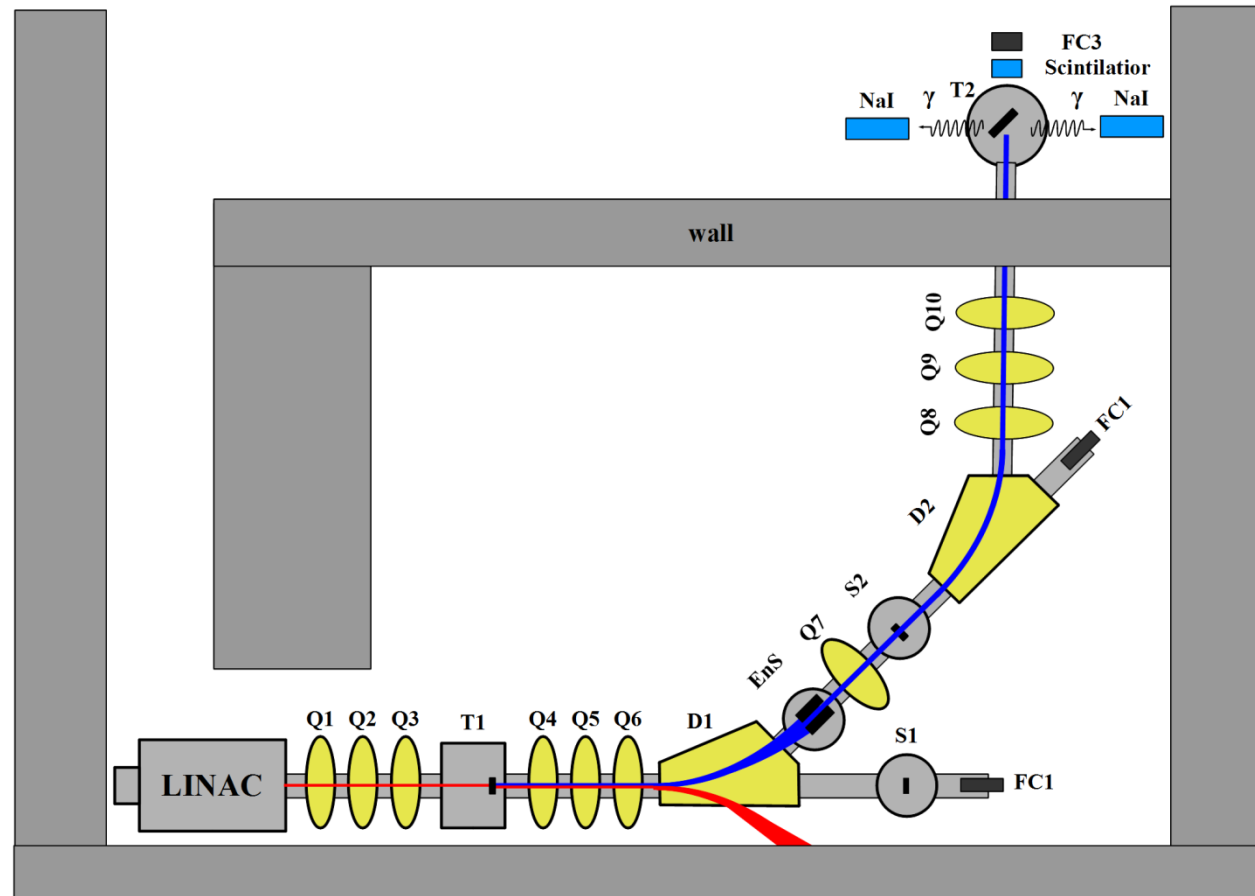 FC3
Scintilatior
T2
NaI
γ
γ
NaI
wall
Q10
Q9
Q8
FC1
D2
S2
Q7
EnS
Q1
Q2
Q3
T1
Q4
Q5
Q6
D1
S1
LINAC
FC1